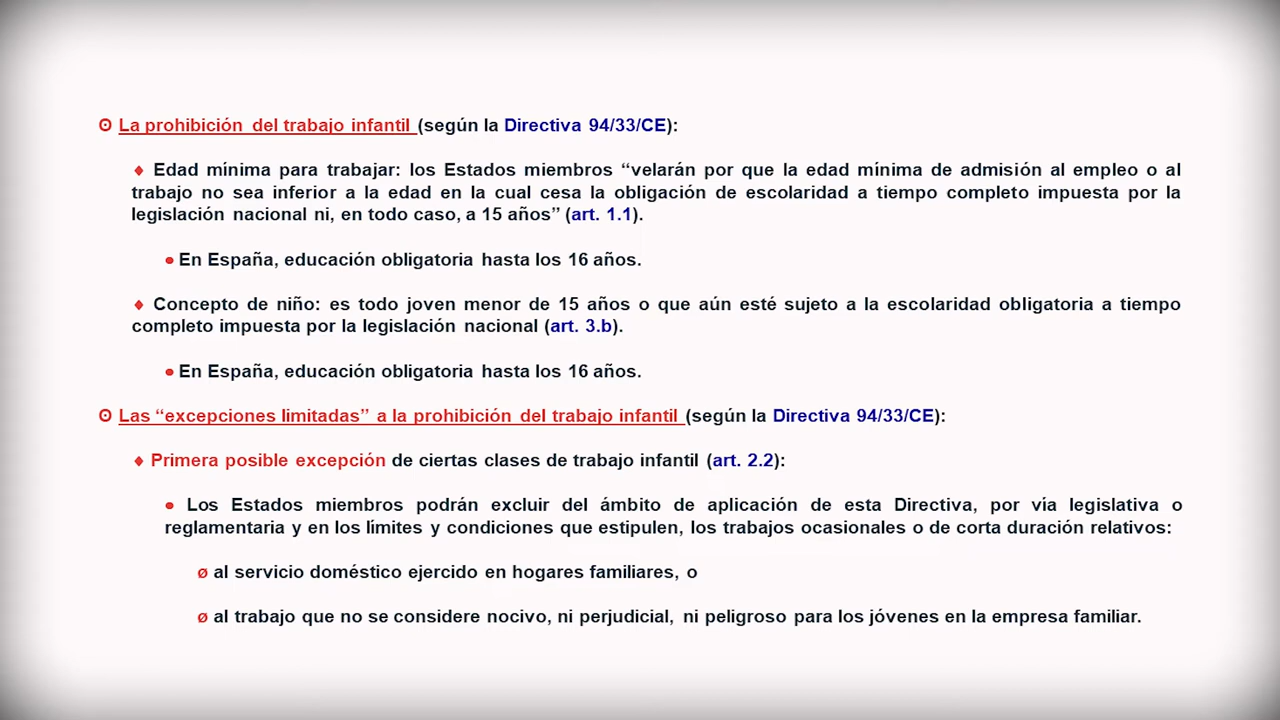 ʘ La prohibición del trabajo infantil (según la Directiva 94/33/CE):
♦ Edad mínima para trabajar: los Estados miembros “velarán por que la edad mínima de admisión al empleo o al
trabajo no sea inferior a la edad en la cual cesa la obligación de escolaridad a tiempo completo impuesta por la
legislación nacional ni, en todo caso, a 15 años” (art. 1.1).
● En España, educación obligatoria hasta los 16 años.
♦ Concepto de niño: es todo joven menor de 15 años o que aún esté sujeto a la escolaridad obligatoria a tiempo
completo impuesta por la legislación nacional (art. 3.b).
● En España, educación obligatoria hasta los 16 años.
ʘ Las “excepciones limitadas” a la prohibición del trabajo infantil (según la Directiva 94/33/CE):
♦ Primera posible excepción de ciertas clases de trabajo infantil (art. 2.2):
● Los Estados miembros podrán excluir del ámbito de aplicación de esta Directiva, por vía legislativa o
reglamentaria y en los límites y condiciones que estipulen, los trabajos ocasionales o de corta duración relativos:
ø al servicio doméstico ejercido en hogares familiares, o
ø al trabajo que no se considere nocivo, ni perjudicial, ni peligroso para los jóvenes en la empresa familiar.